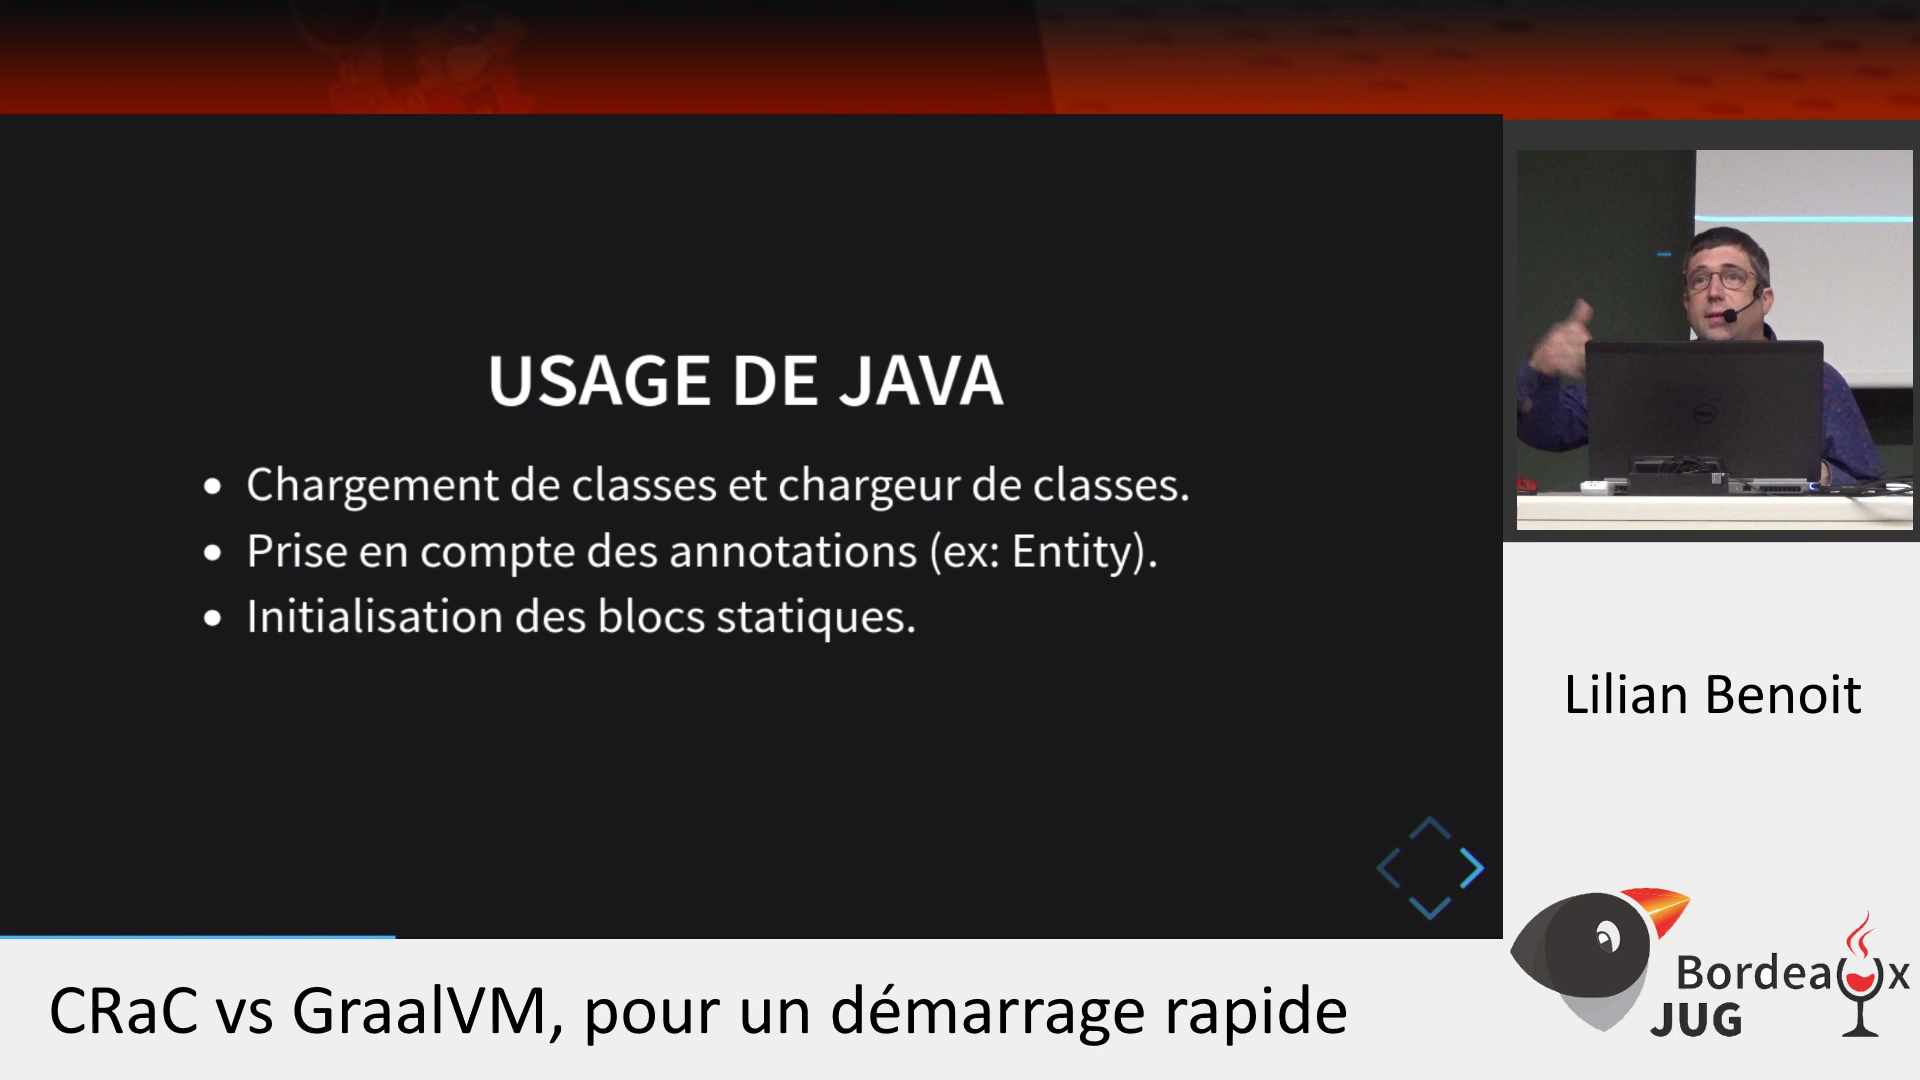 USAGE DE JAVA
Chargement de classes et chargeur de classes.
Prise en compte des annotations (ex: Entity).
Initialisation des blocs statiques.
Lilian Benoit
Bordeaux
JUG
CRaC vs GraalVM, pour un démarrage rapide